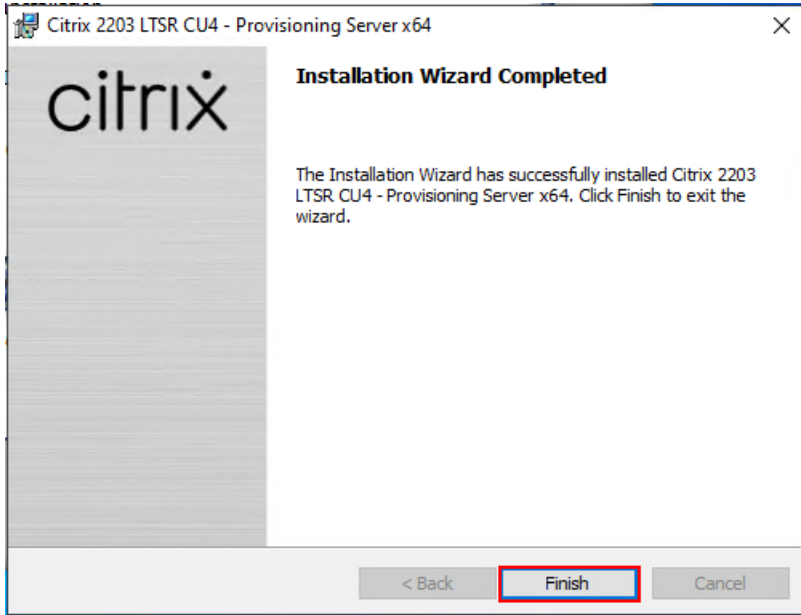 Citrix 2203 LTSR CU4 - Provisioning Server x64
citrix
Installation Wizard Completed
The Installation Wizard has successfully installed Citrix 2203
LTSR CU4 - Provisioning Server x64. Click Finish to exit the
wizard.
< Back
Finish
Cancel